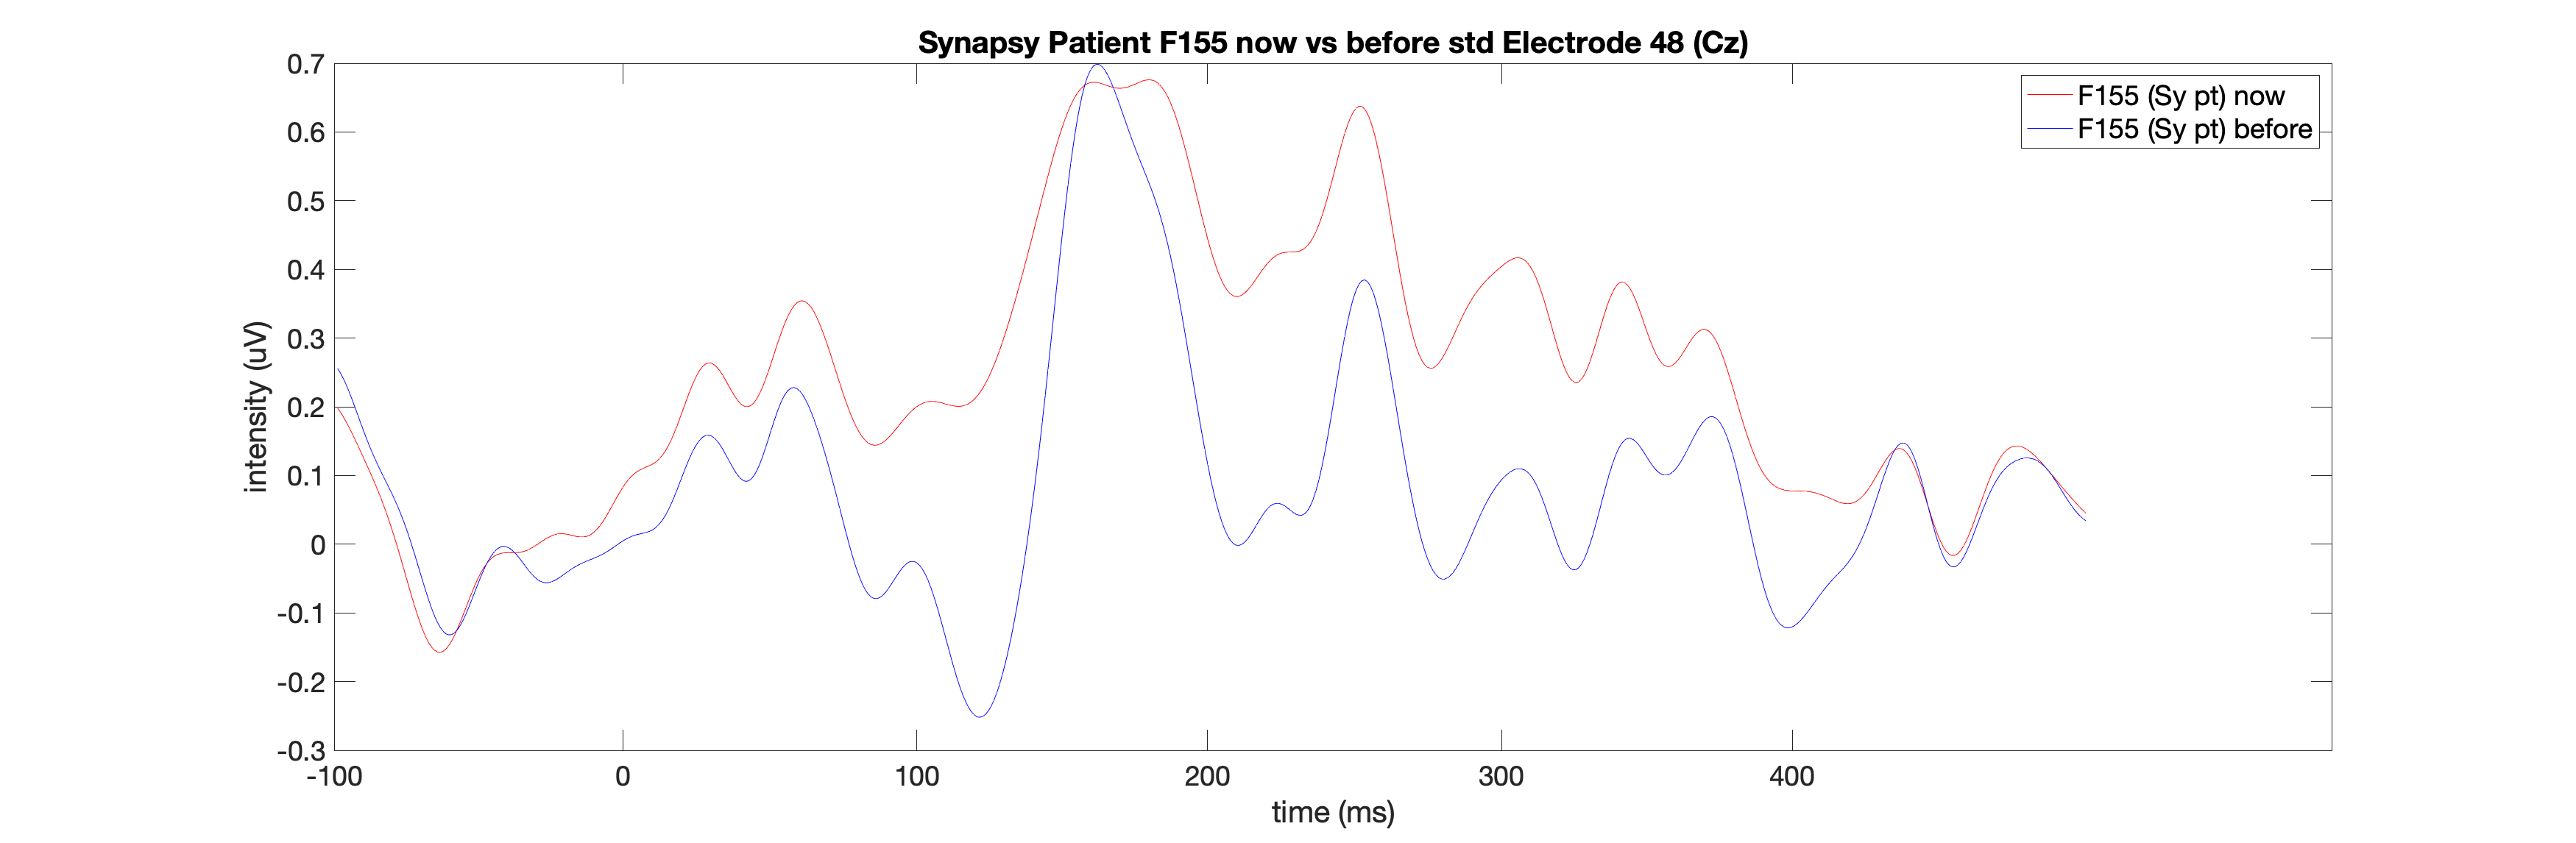 Synapsy Patient F155 now vs before std Electrode 48 (Cz)
F155 (Sy pt) now
F155 (Sy pt) before
intensity (uV)
0.7
0.6
0.5
0.4
0.3
0.2
0.1
0
-0.1
-0.2
-0.3
-100 0 100 200 300 400
time (ms)